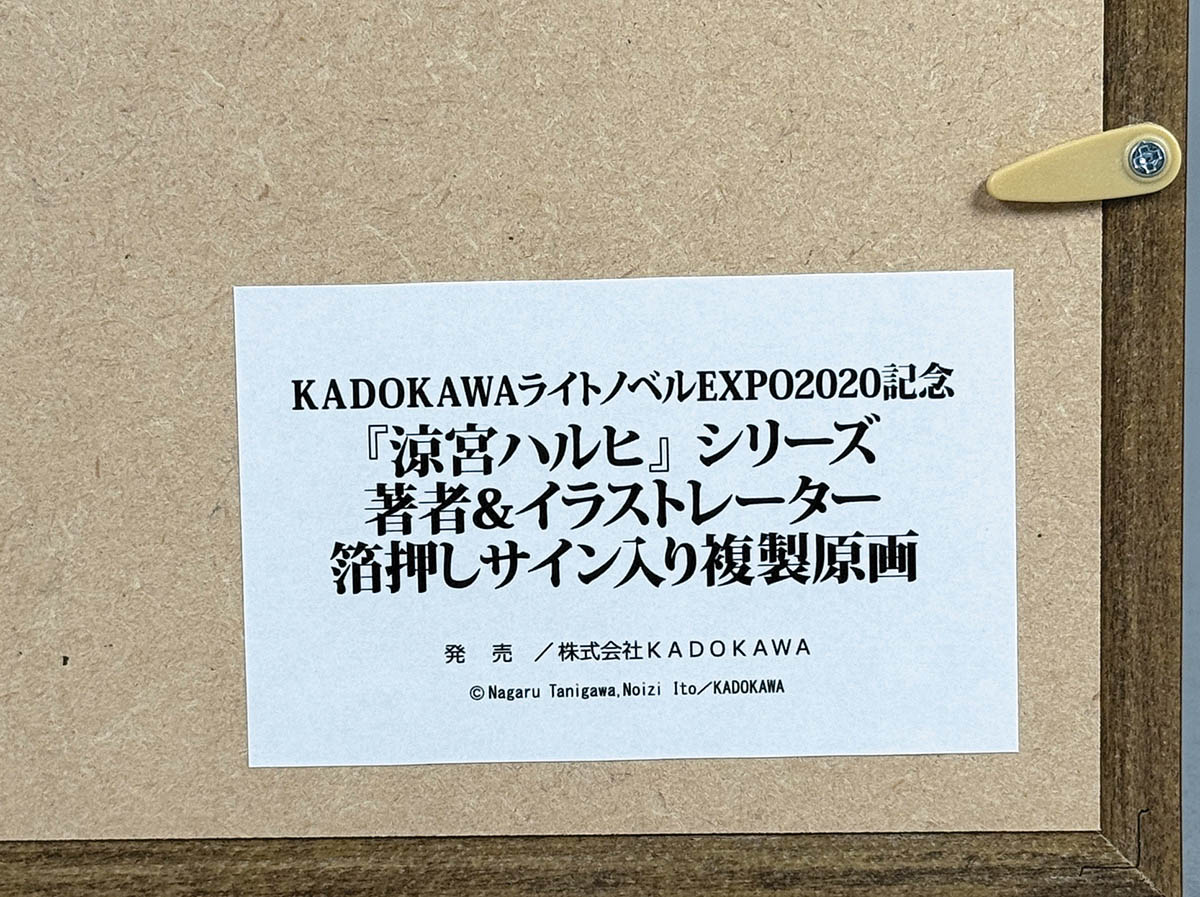 KADOKAWAライトノベルEXPO2020記念
『涼宮ハルヒ』シリーズ
著者&イラストレーター
箔押しサイン入り複製原画
発　売　／株式会社KADOKAWA
©Nagaru Tanigawa,Noizi Ito／KADOKAWA